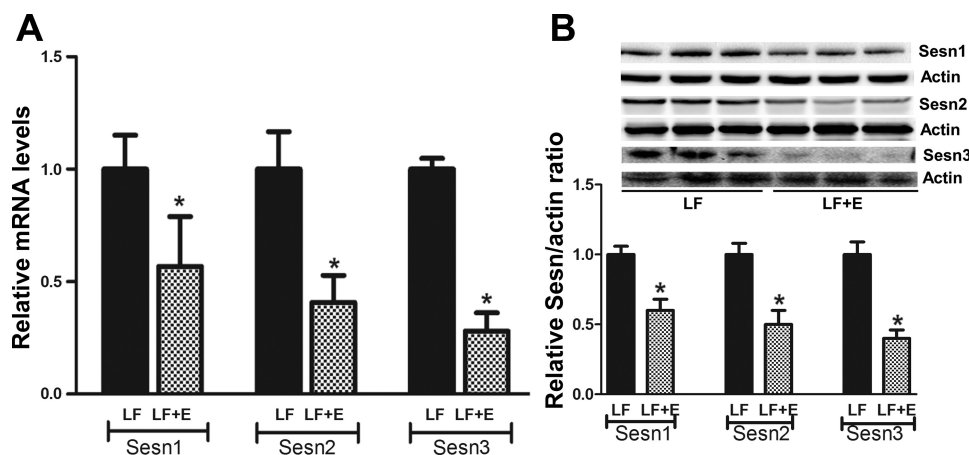 A
Relative mRNA levels
1.5
1.0
0.5
0.0
*
*
*
LF LF+E LF LF+E LF LF+E
Sesn1 Sesn2 Sesn3
B
Sesn1
Actin
Sesn2
Actin
Sesn3
Actin
LF LF+E
Relative Sesn/actin ratio
1.5
1.0
0.5
0.0
*
*
*
LF LF+E LF LF+E LF LF+E
Sesn1 Sesn2 Sesn3